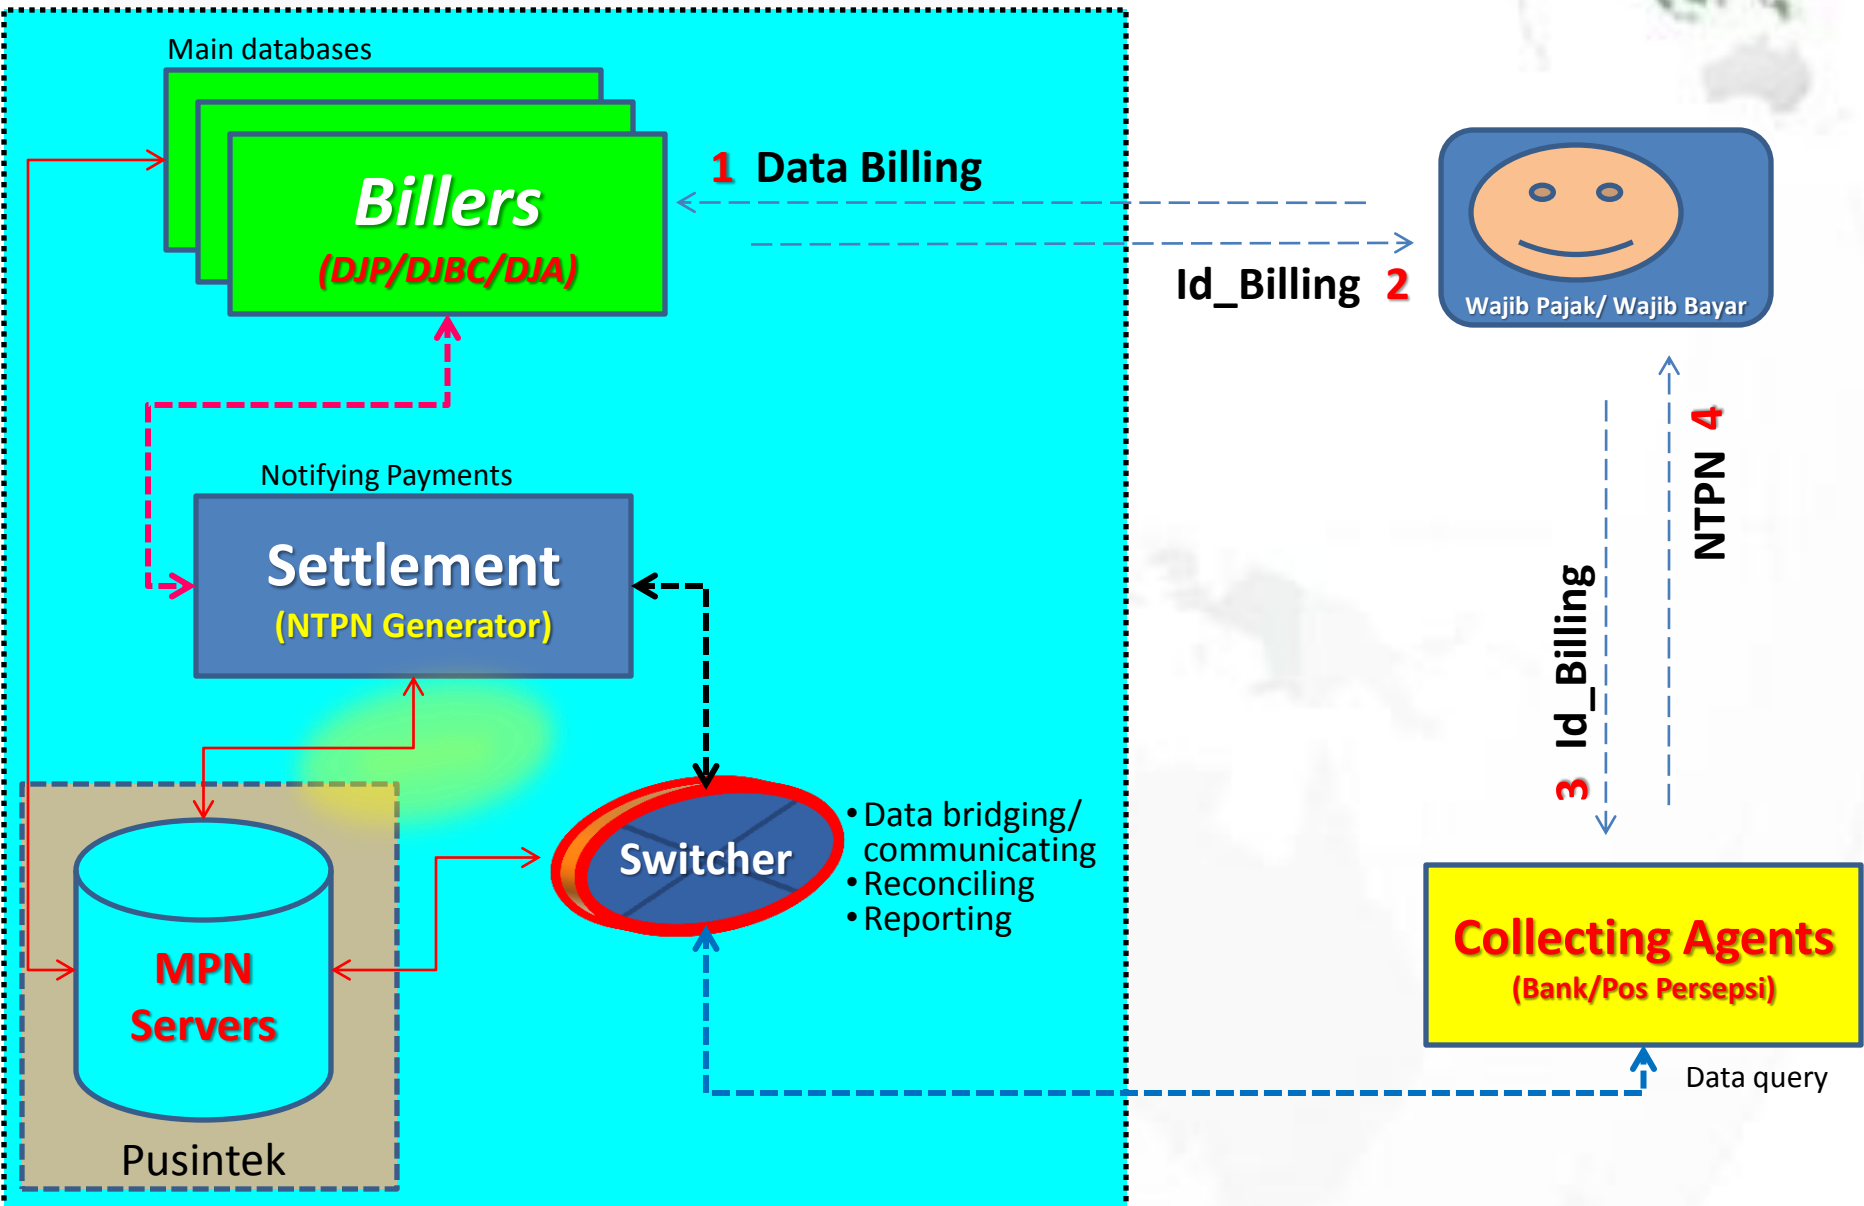 Main databases
Billers
(DJP/DJBC/DJA)
1 Data Billing
Id_Billing 2
Wajib Pajak/ Wajib Bayar
Notifying Payments
Settlement
(NTPN Generator)
3 Id_Billing
NTPN 4
Switcher
• Data bridging/
communicating
• Reconciling
• Reporting
MPN
Servers
Pusintek
Collecting Agents
(Bank/Pos Persepsi)
Data query